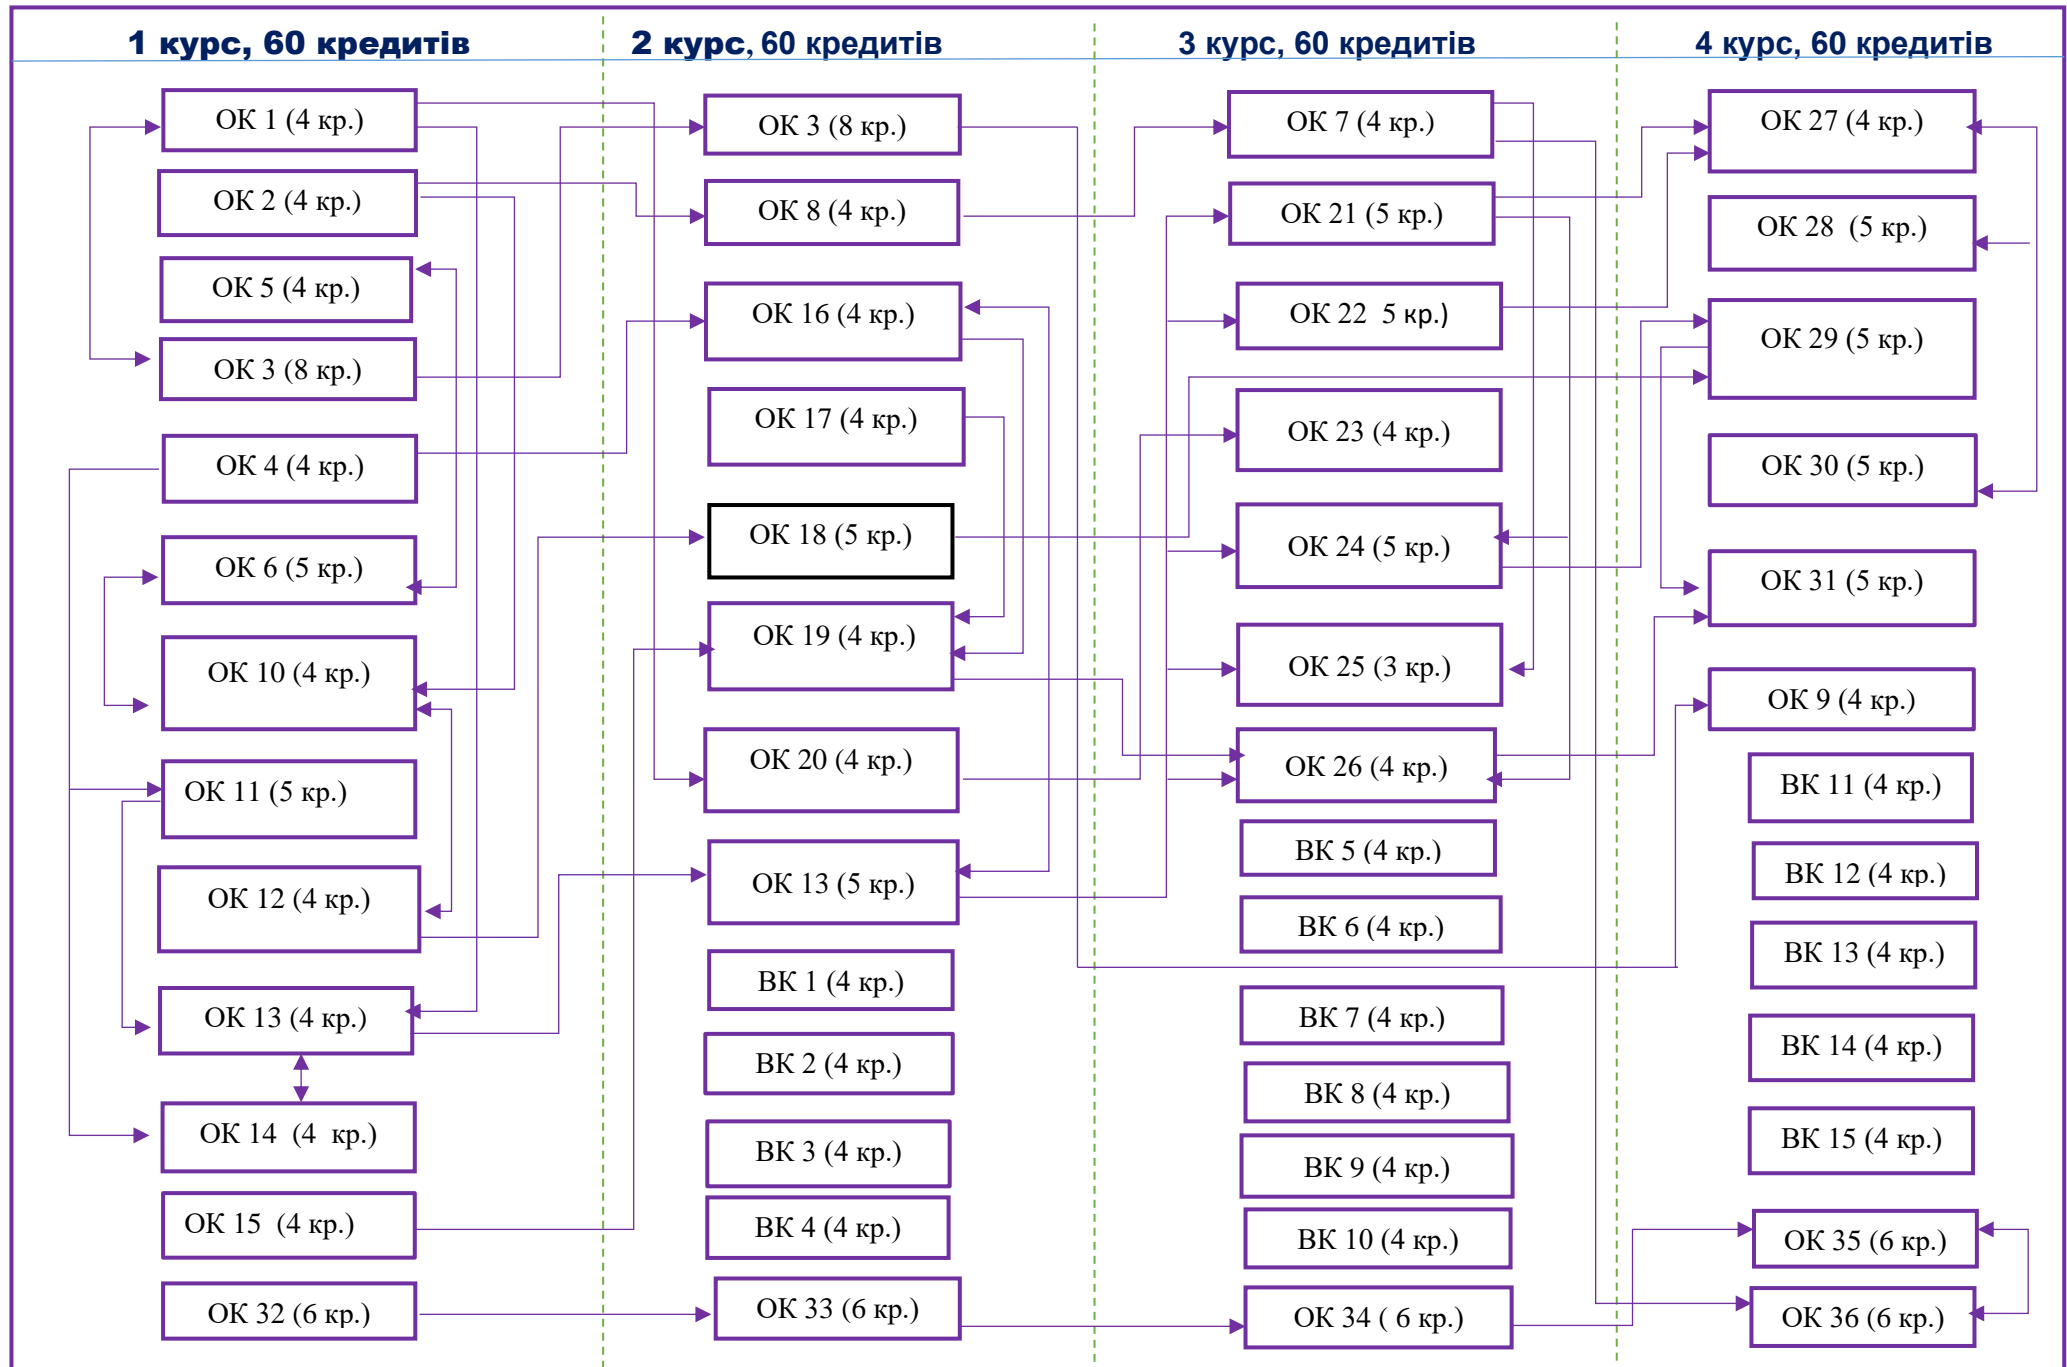 1 курс, 60 кредитів
ОК 1 (4 кр.)
ОК 2 (4 кр.)
ОК 5 (4 кр.)
ОК 3 (8 кр.)
ОК 4 (4 кр.)
ОК 6 (5 кр.)
ОК 10 (4 кр.)
ОК 11 (5 кр.)
ОК 12 (4 кр.)
ОК 13 (4 кр.)
ОК 14 (4 кр.)
ОК 15 (4 кр.)
ОК 32 (6 кр.)
2 курс, 60 кредитів
ОК 3 (8 кр.)
ОК 8 (4 кр.)
ОК 16 (4 кр.)
ОК 17 (4 кр.)
ОК 18 (5 кр.)
ОК 19 (4 кр.)
ОК 20 (4 кр.)
ОК 13 (5 кр.)
ВК 1 (4 кр.)
ВК 2 (4 кр.)
ВК 3 (4 кр.)
ВК 4 (4 кр.)
ОК 33 (6 кр.)
3 курс, 60 кредитів
ОК 7 (4 кр.)
ОК 21 (5 кр.)
ОК 22 5 кр.)
ОК 23 (4 кр.)
ОК 24 (5 кр.)
ОК 25 (3 кр.)
ОК 26 (4 кр.)
ВК 5 (4 кр.)
ВК 6 (4 кр.)
ВК 7 (4 кр.)
ВК 8 (4 кр.)
ВК 9 (4 кр.)
ВК 10 (4 кр.)
ОК 34 ( 6 кр.)
4 курс, 60 кредитів
ОК 27 (4 кр.)
ОК 28 (5 кр.)
ОК 29 (5 кр.)
ОК 30 (5 кр.)
ОК 31 (5 кр.)
ОК 9 (4 кр.)
ВК 11 (4 кр.)
ВК 12 (4 кр.)
ВК 13 (4 кр.)
ВК 14 (4 кр.)
ВК 15 (4 кр.)
ОК 35 (6 кр.)
ОК 36 (6 кр.)